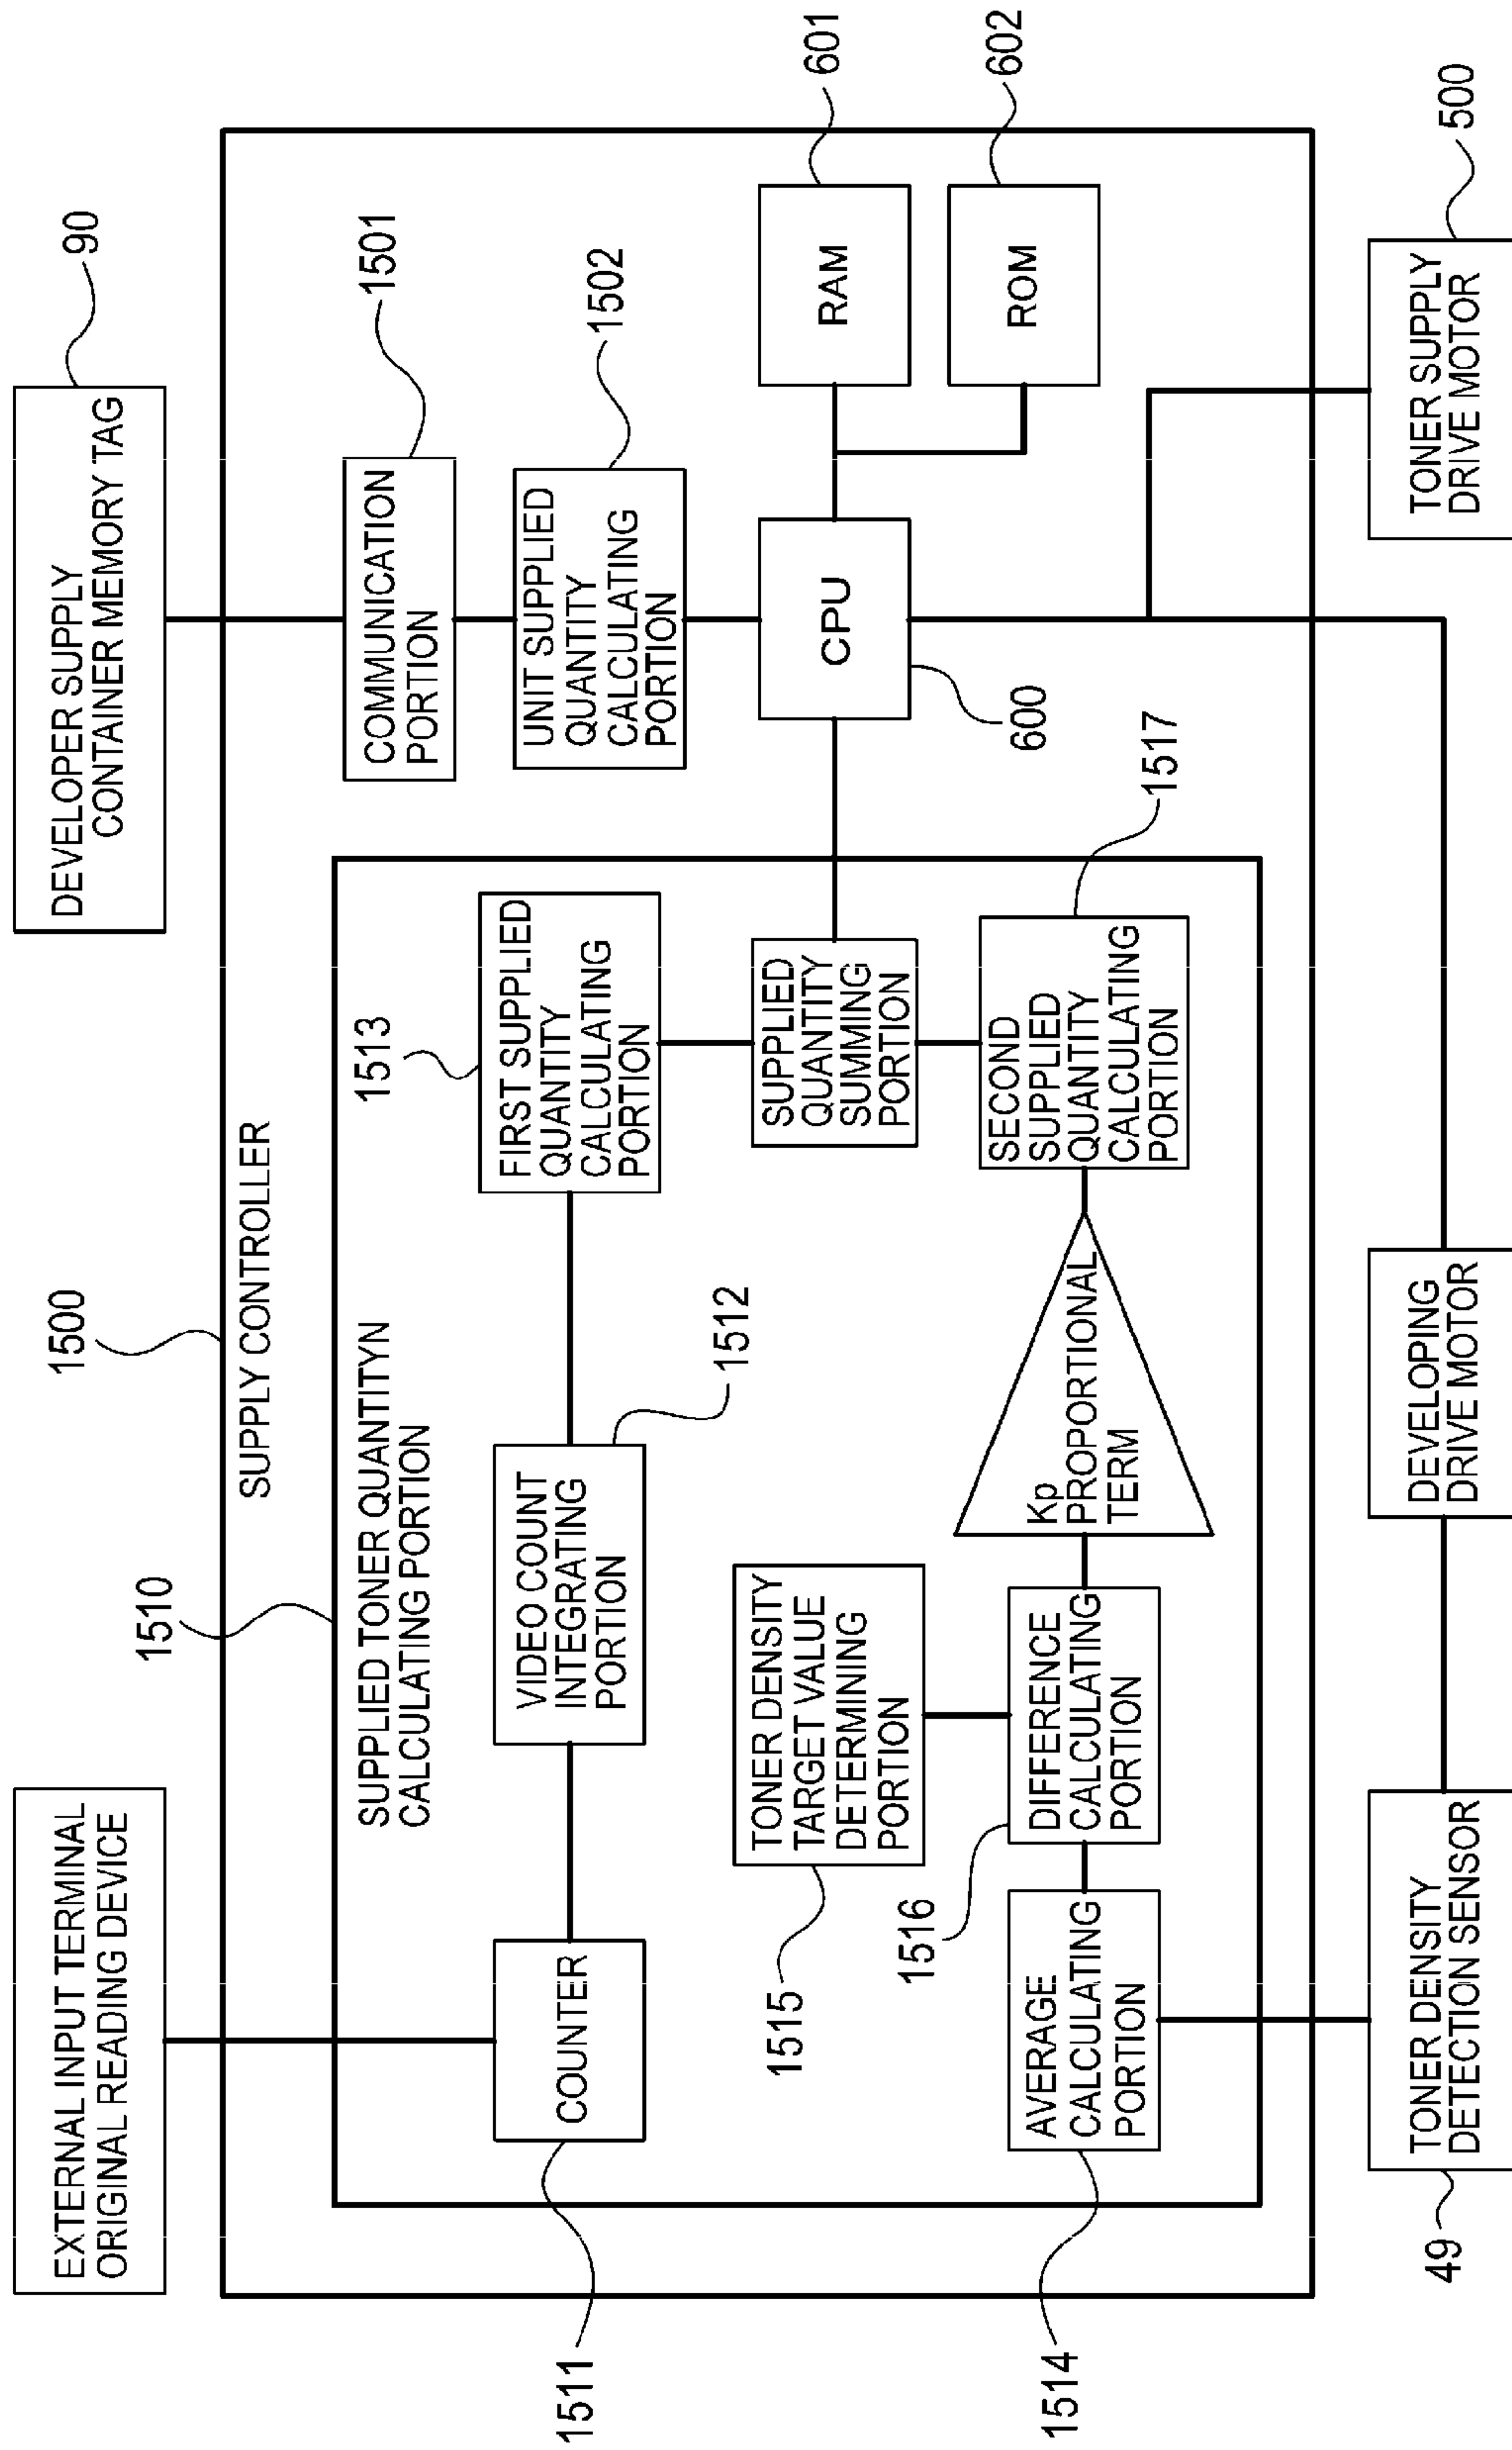 1500
EXTERNAL INPUT TERMINAL
ORIGINAL READING DEVICE
DEVELOPER SUPPLY
CONTAINER MEMORY TAG
90
1510
SUPPLY CONTROLLER
SUPPLIED TONER QUANTITYN
CALCULATING PORTION
1513
COMMUNICATION
PORTION
1501
1511
COUNTER
VIDEO COUNT
INTEGRATING
PORTION
1512
FIRST SUPPLIED
QUANTITY
CALCULATING
PORTION
UNIT SUPPLIED
QUANTITY
CALCULATING
PORTION
1502
1515
TONER DENSITY
TARGET VALUE
DETERMINING
PORTION
SUPPLIED
QUANTITY
SUMMING
PORTION
CPU
600
RAM
601
ROM
602
1516
1514
AVERAGE
CALCULATING
PORTION
DIFFERENCE
CALCULATING
PORTION
Kp
PROPORTIONAL
TERM
SECOND
SUPPLIED
QUANTITY
CALCULATING
PORTION
1517
49
TONER DENSITY
DETECTION SENSOR
DEVELOPING
DRIVE MOTOR
TONER SUPPLY
DRIVE MOTOR
500